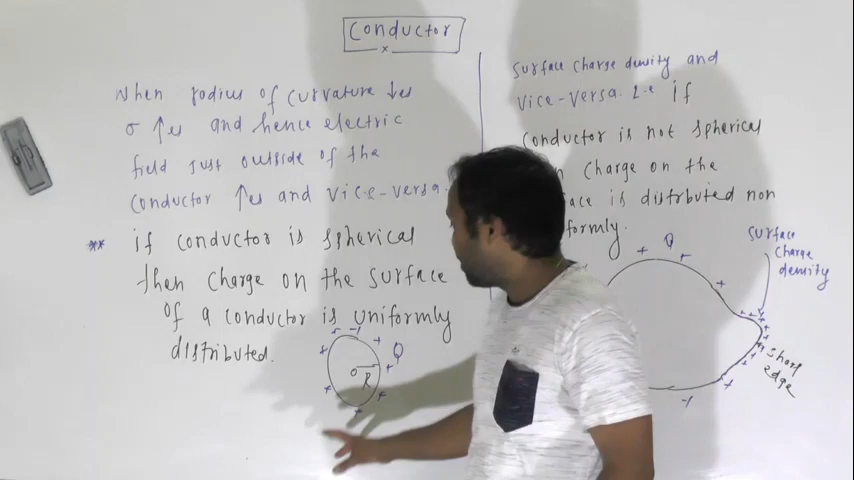 Conductor
When radius of curvature ↓es
σ ↑es and hence electric
field just outside of the
conductor ↑es and vice-versa.
** if conductor is spherical
then charge on the surface
of a conductor is uniformly
distributed.
+ + - + + + + + + Q
O R
surface charge density and
vice-versa i.e if
conductor is not spherical
charge on the
is distributed non
surface
charge
density
+ Q + + + + + + + + +
sharp
edge